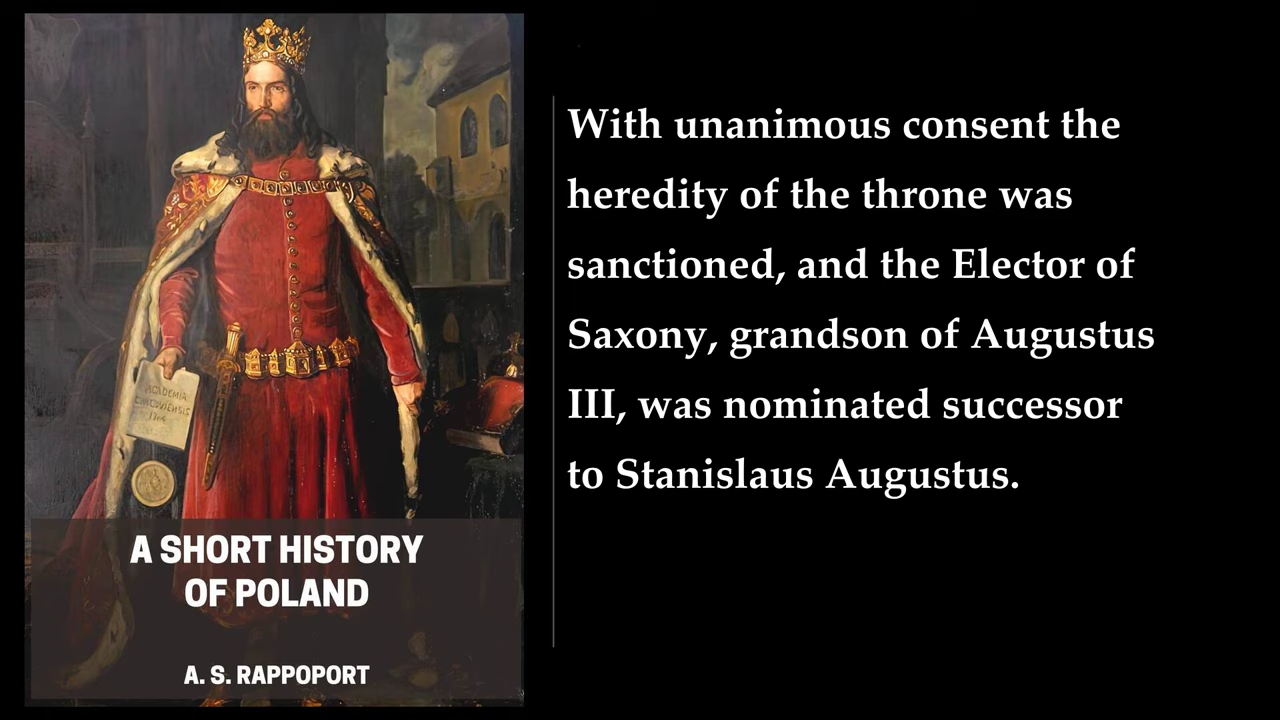 With unanimous consent the
heredity of the throne was
sanctioned, and the Elector of
Saxony, grandson of Augustus
III, was nominated successor
to Stanislaus Augustus.
ACADEMIA
A SHORT HISTORY
OF POLAND
A. S. RAPPOPORT